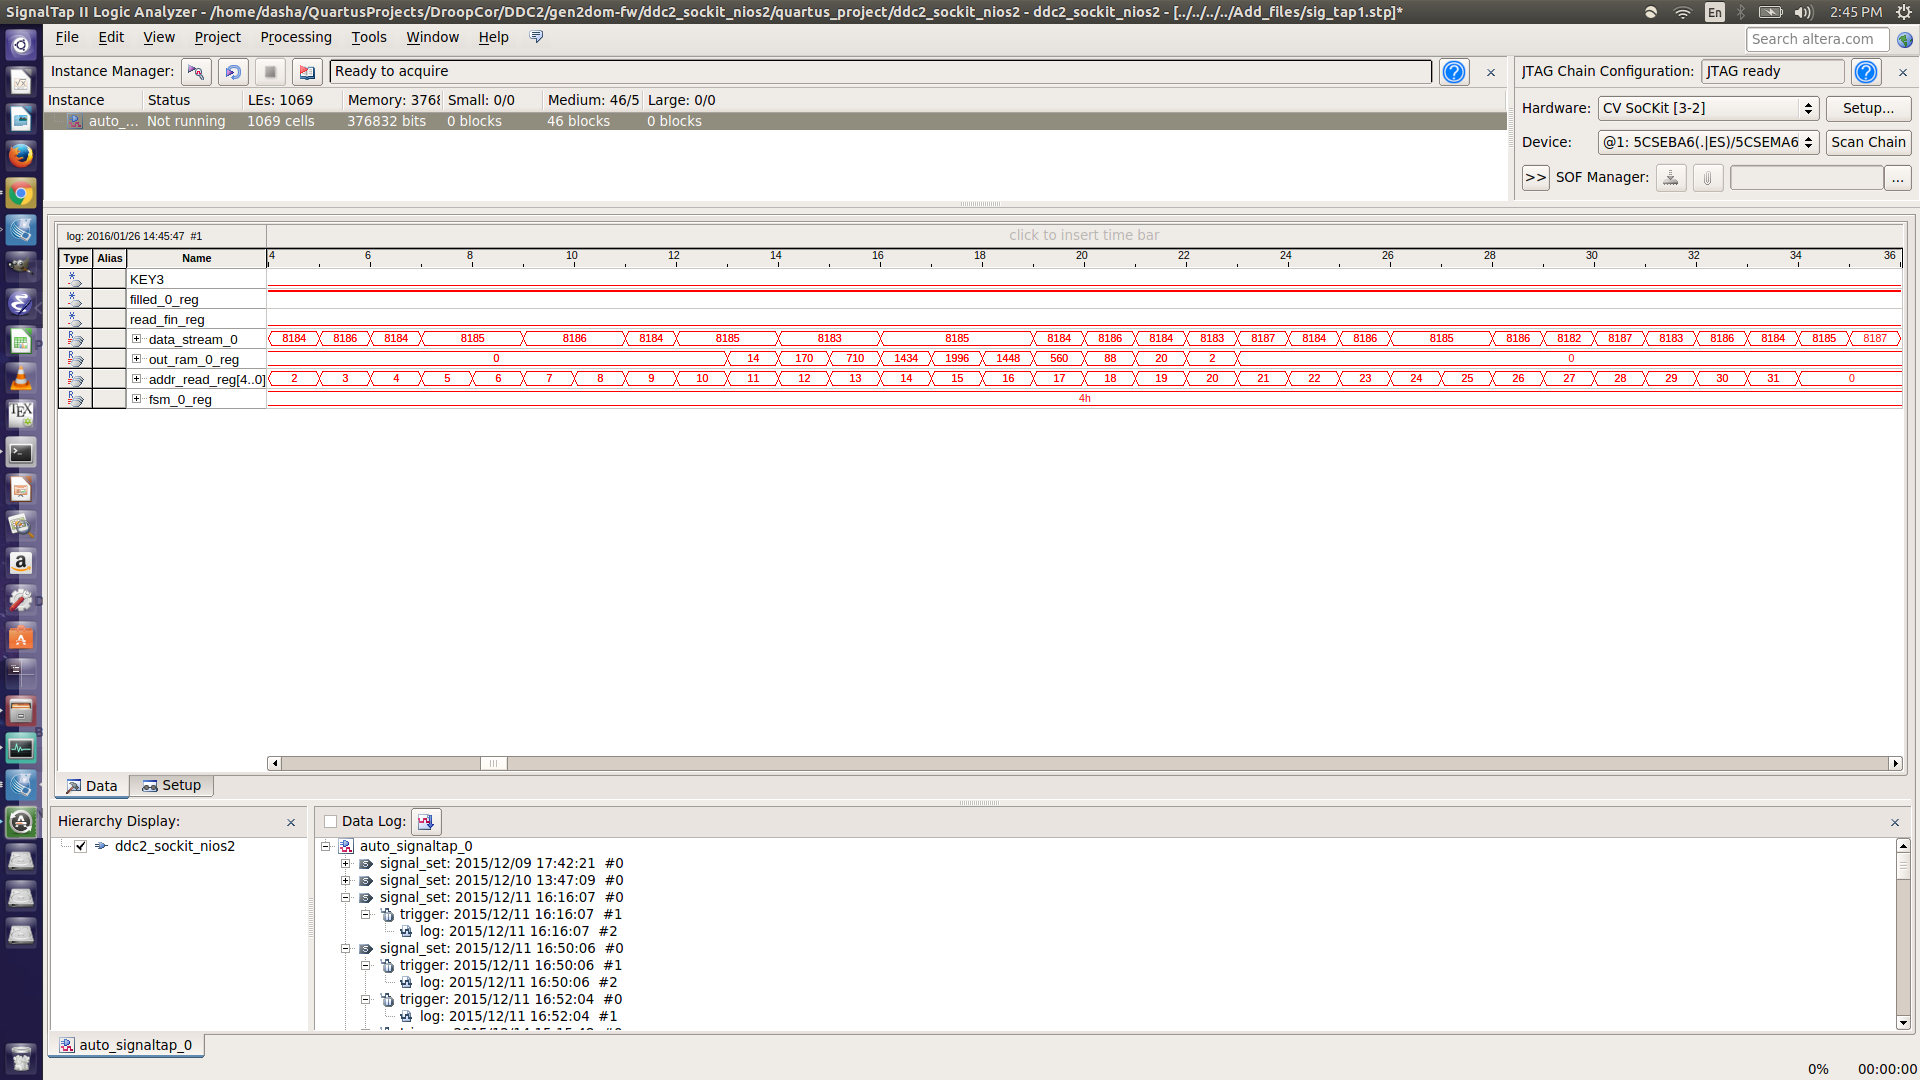 SignalTap II Logic Analyzer - /home/dasha/QuartusProjects/DroopCor/DDC2/gen2dom-fw/ddc2_sockit_nios2/quartus_project/ddc2_sockit_nios2 - ddc2_sockit_nios2 - [../../../../Add_files/sig_tap1.stp]* En 2:45 PM
File Edit View Project Processing Tools Window Help Search altera.com
Instance Manager: Ready to acquire JTAG Chain Configuration: JTAG ready
Instance Status LEs: 1069 Memory: 3768 Small: 0/0 Medium: 46/5 Large: 0/0
auto_... Not running 1069 cells 376832 bits 0 blocks 46 blocks 0 blocks
Hardware: CV SoCKit [3-2] Setup...
Device: @1: 5CSEBA6(.|ES)/5CSEMA6 Scan Chain
>> SOF Manager: ...
log: 2016/01/26 14:45:47 #1 click to insert time bar
Type Alias Name 4 6 8 10 12 14 16 18 20 22 24 26 28 30 32 34 36
KEY3
filled_0_reg
read_fin_reg
data_stream_0 8184 8186 8184 8185 8186 8184 8185 8183 8185 8184 8186 8184 8183 8187 8184 8186 8185 8186 8182 8187 8183 8186 8184 8185 8187
out_ram_0_reg 0 14 170 710 1434 1996 1448 560 88 20 2 0
addr_read_reg[4..0] 2 3 4 5 6 7 8 9 10 11 12 13 14 15 16 17 18 19 20 21 22 23 24 25 26 27 28 29 30 31 0
fsm_0_reg 4h
Data Setup
Hierarchy Display:
ddc2_sockit_nios2
Data Log:
auto_signaltap_0
signal_set: 2015/12/09 17:42:21 #0
signal_set: 2015/12/10 13:47:09 #0
signal_set: 2015/12/11 16:16:07 #0
trigger: 2015/12/11 16:16:07 #1
log: 2015/12/11 16:16:07 #2
signal_set: 2015/12/11 16:50:06 #0
trigger: 2015/12/11 16:50:06 #1
log: 2015/12/11 16:50:06 #2
trigger: 2015/12/11 16:52:04 #0
log: 2015/12/11 16:52:04 #1
auto_signaltap_0
0% 00:00:00